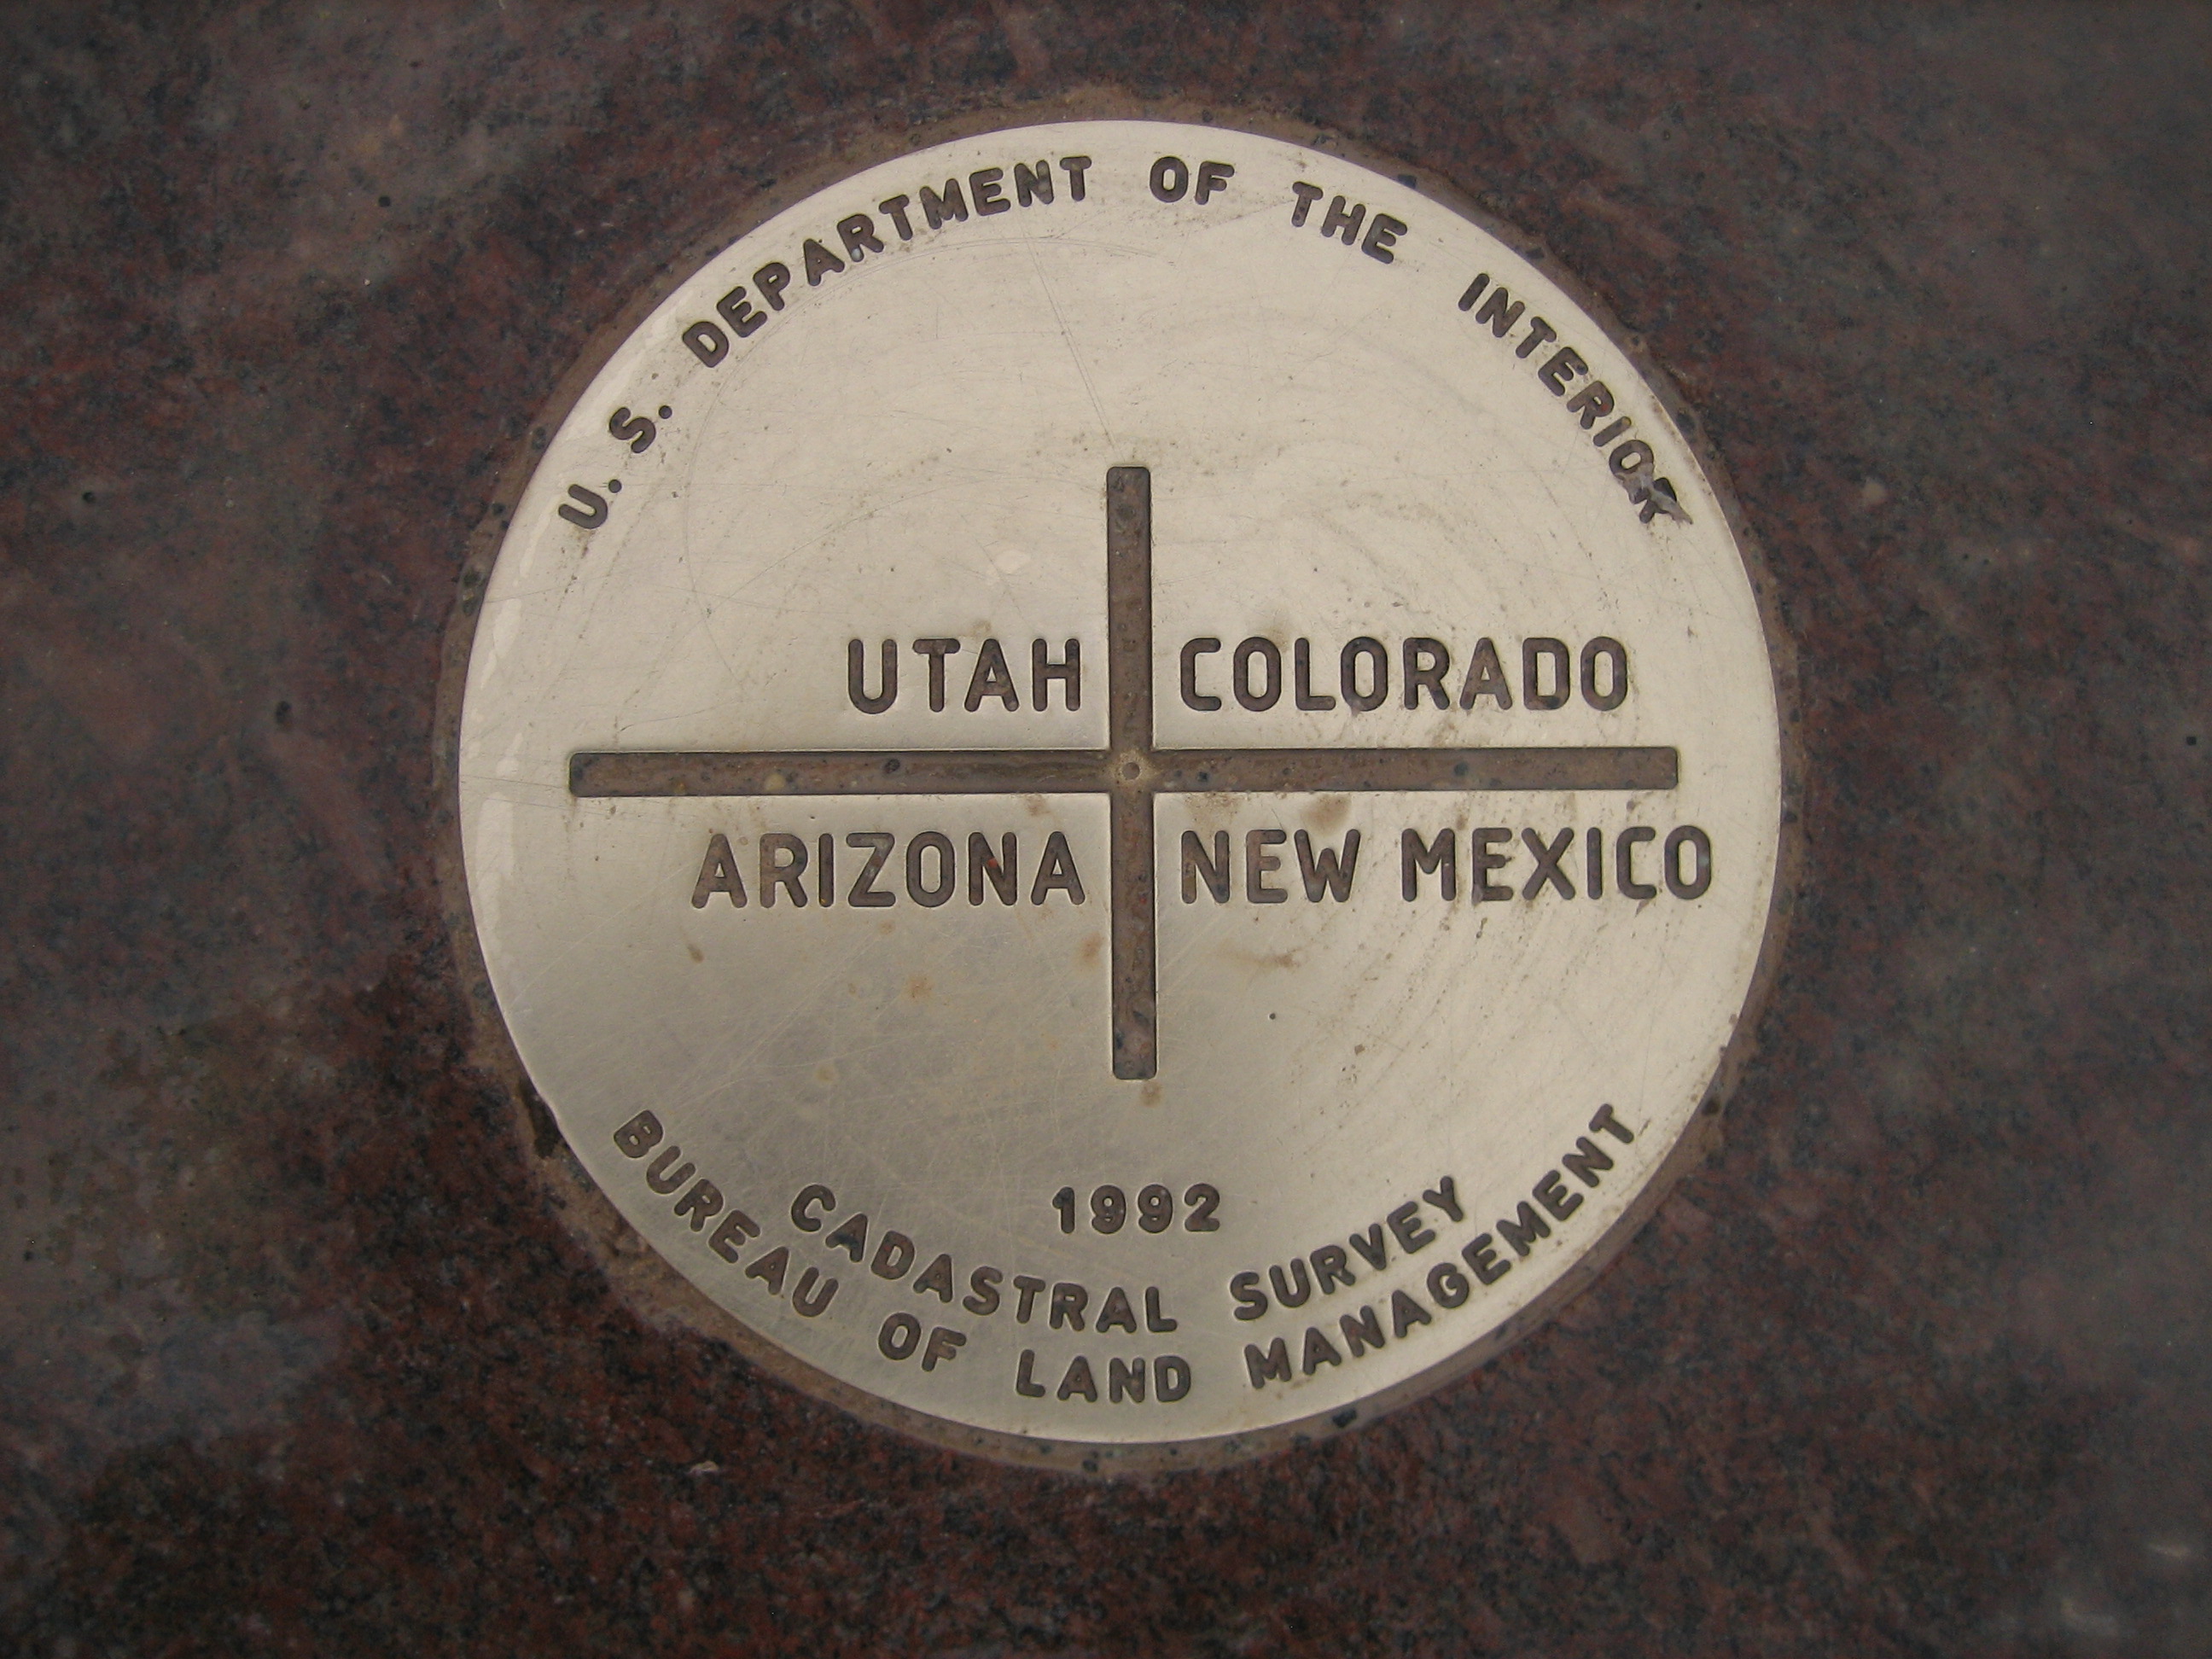 U. S. DEPARTMENT OF THE INTERIOR
UTAH COLORADO
ARIZONA NEW MEXICO
1992
CADASTRAL SURVEY
BUREAU OF LAND MANAGEMENT